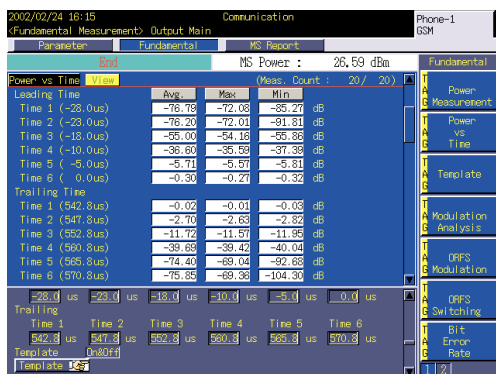 2002/02/24 16:15 Communication Phone-1
<Fundamental Measurement> Output Main GSM
Parameter Fundamental MS Report
End MS Power : 26.59 dBm Fundamental
Power vs Time View (Meas. Count : 20/ 20)
Leading Time Avg. Max Min
Time 1 (-28.0us) -76.79 -72.08 -85.27 dB
Time 2 (-23.0us) -76.20 -72.01 -91.81 dB
Time 3 (-18.0us) -55.00 -54.16 -55.86 dB
Time 4 (-10.0us) -36.60 -35.59 -37.39 dB
Time 5 ( -5.0us) -5.71 -5.57 -5.81 dB
Time 6 ( 0.0us) -0.30 -0.27 -0.32 dB
Trailing Time
Time 1 (542.8us) -0.02 -0.01 -0.03 dB
Time 2 (547.8us) -2.70 -2.63 -2.82 dB
Time 3 (552.8us) -11.72 -11.57 -11.95 dB
Time 4 (560.8us) -39.69 -39.42 -40.04 dB
Time 5 (565.8us) -74.40 -69.04 -92.68 dB
Time 6 (570.8us) -75.85 -69.36 -104.30 dB
-28.0 us -23.0 us -18.0 us -10.0 us -5.0 us 0.0 us
Trailing
Time 1 Time 2 Time 3 Time 4 Time 5 Time 6
542.8 us 547.8 us 552.8 us 560.8 us 565.8 us 570.8 us
Template On&Off
Template
TAG Power Measurement
TAG Power vs Time
TAG Template
TAG Modulation Analysis
TAG ORFS Modulation
TAG ORFS Switching
TAG Bit Error Rate
1 2